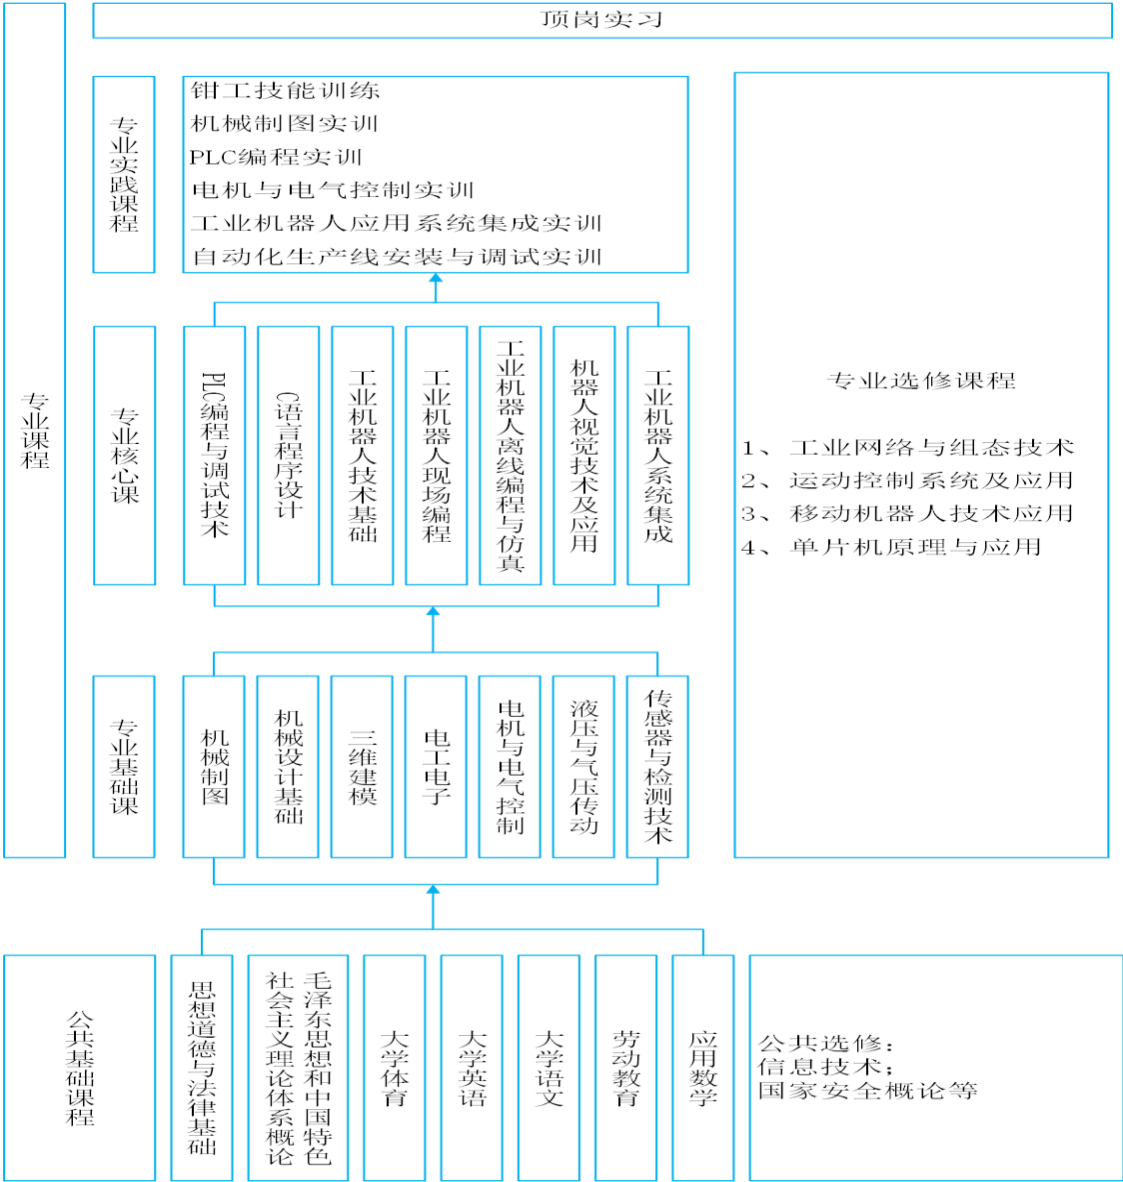 顶岗实习
专业课程
专业实践课程
钳工技能训练
机械制图实训
PLC编程实训
电机与电气控制实训
工业机器人应用系统集成实训
自动化生产线安装与调试实训
专业核心课
PLC编程与调试技术
C语言程序设计
工业机器人技术基础
工业机器人现场编程
工业机器人离线编程与仿真
机器人视觉技术及应用
工业机器人系统集成
专业选修课程
1、工业网络与组态技术
2、运动控制系统及应用
3、移动机器人技术应用
4、单片机原理与应用
专业基础课
机械制图
机械设计基础
三维建模
电工电子
电机与电气控制
液压与气压传动
传感器与检测技术
公共基础课程
思想道德与法律基础
毛泽东思想和中国特色
社会主义理论体系概论
大学体育
大学英语
大学语文
劳动教育
应用数学
公共选修：
信息技术；
国家安全概论等